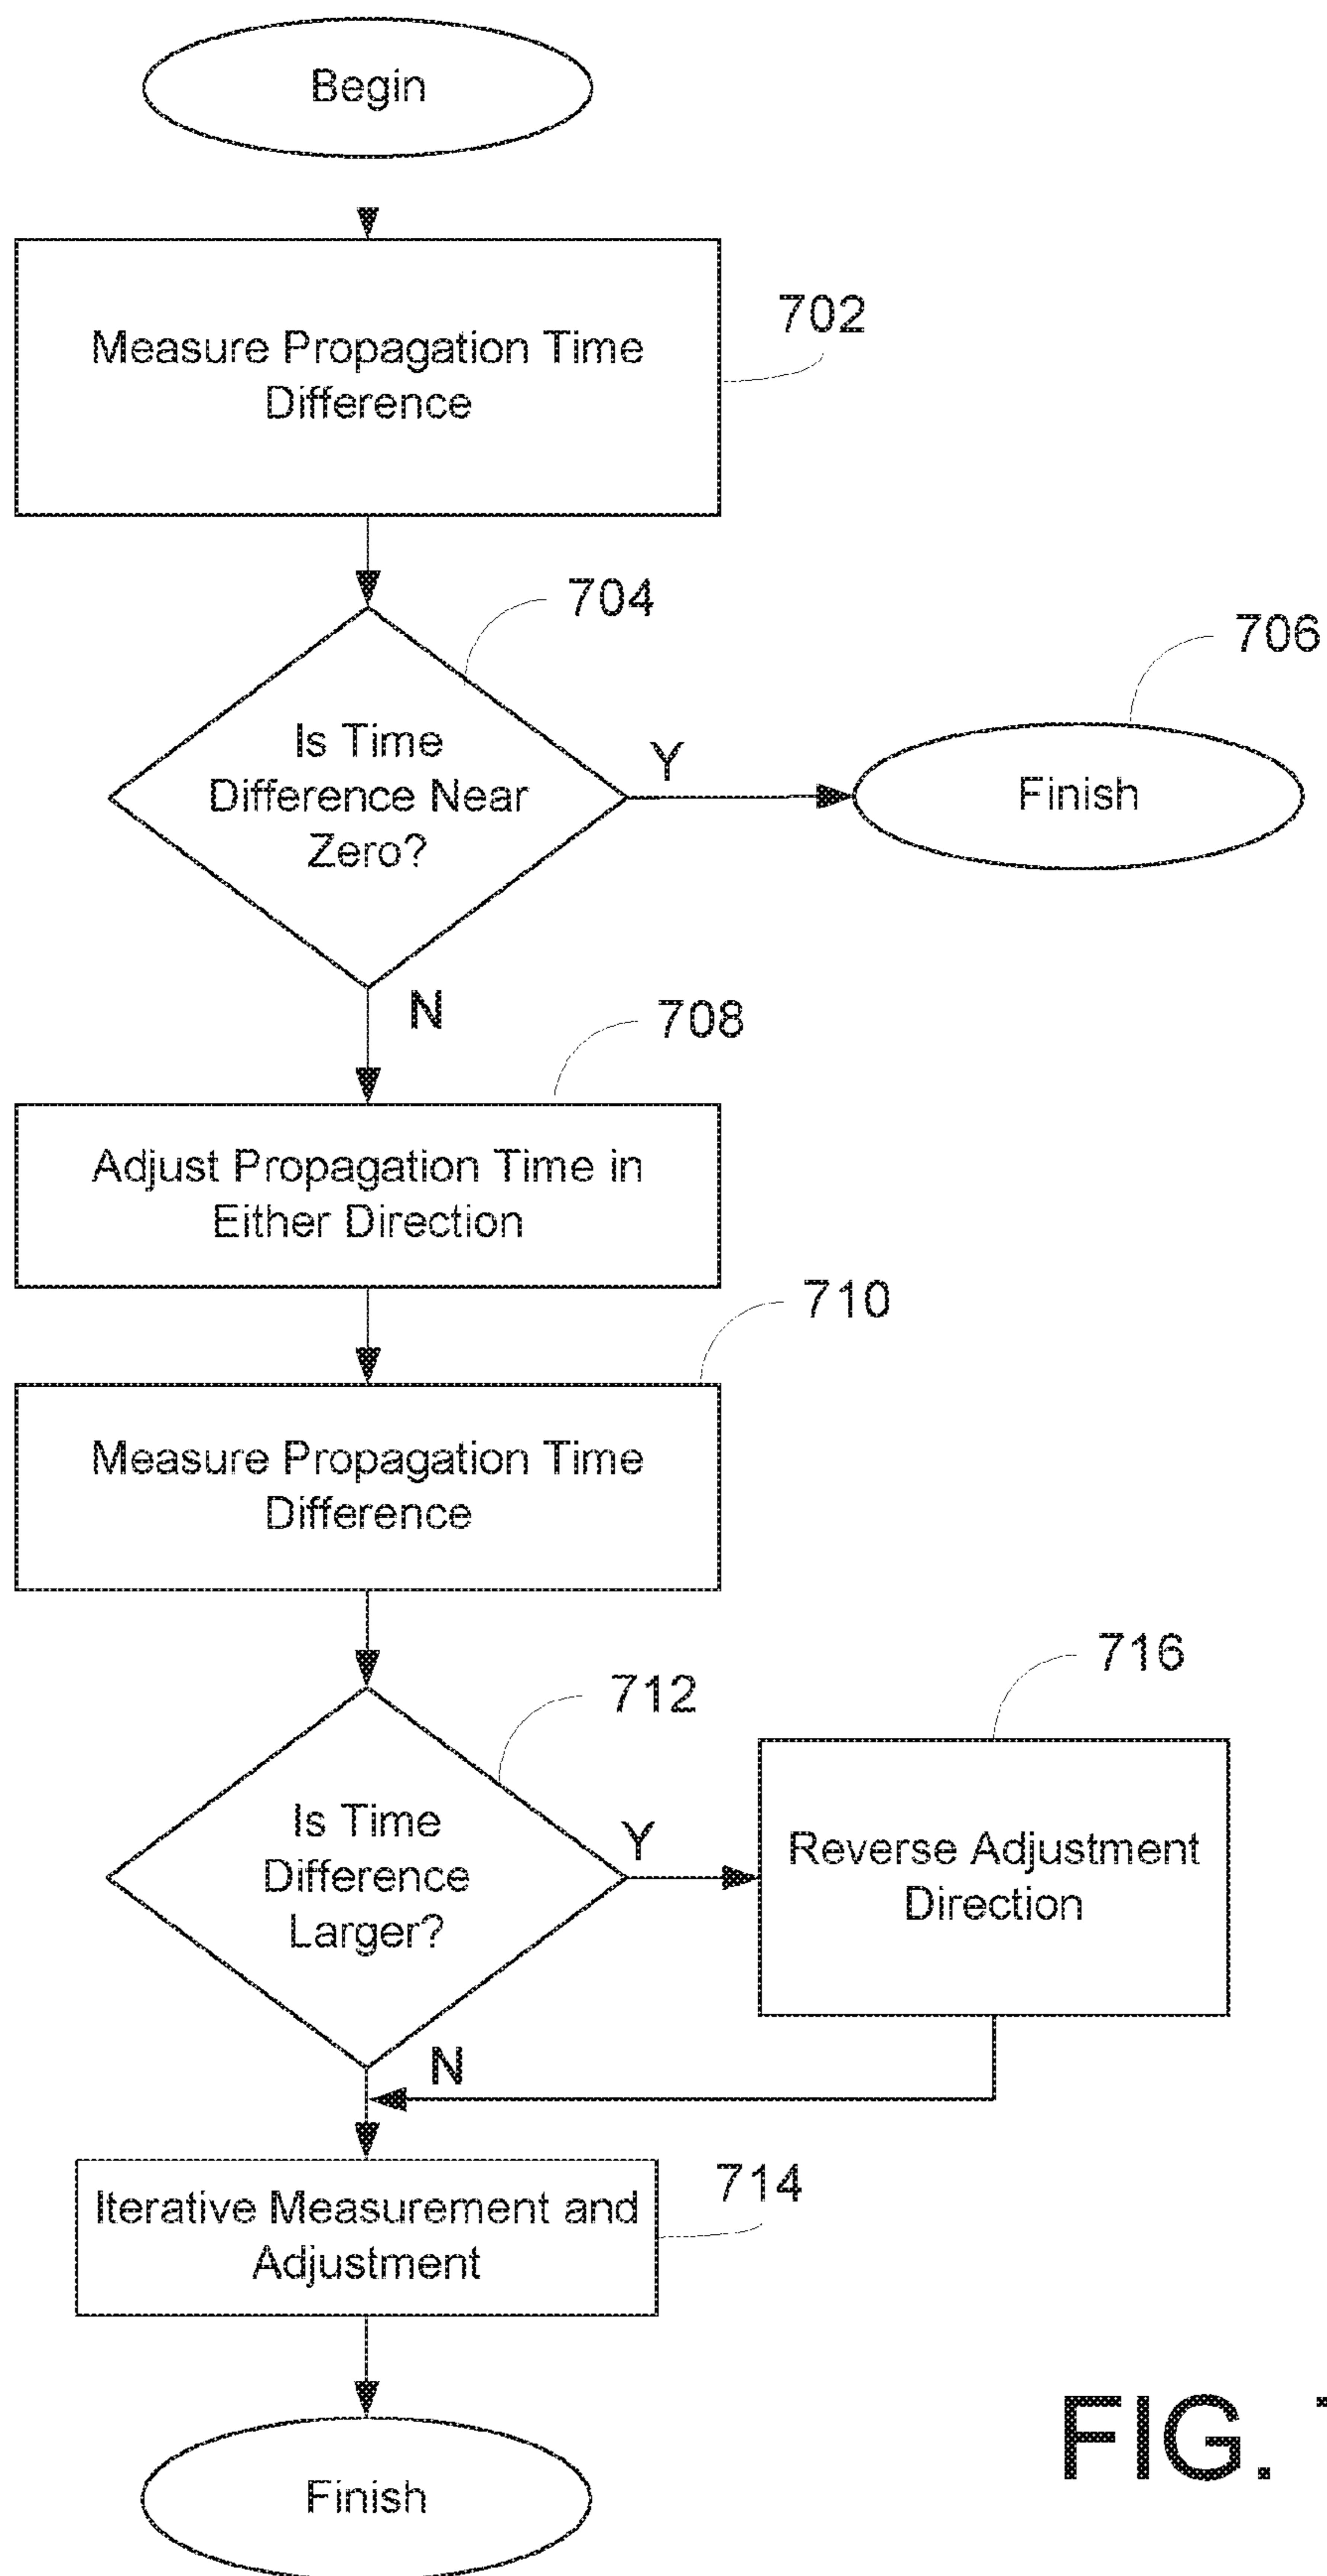 Begin
702
Measure Propagation Time
Difference
704
706
Is Time
Difference Near
Zero?
Y
Finish
N
708
Adjust Propagation Time in
Either Direction
710
Measure Propagation Time
Difference
716
712
Is Time
Difference
Larger?
Y
Reverse Adjustment
Direction
N
714
Iterative Measurement and
Adjustment
FIG.
Finish